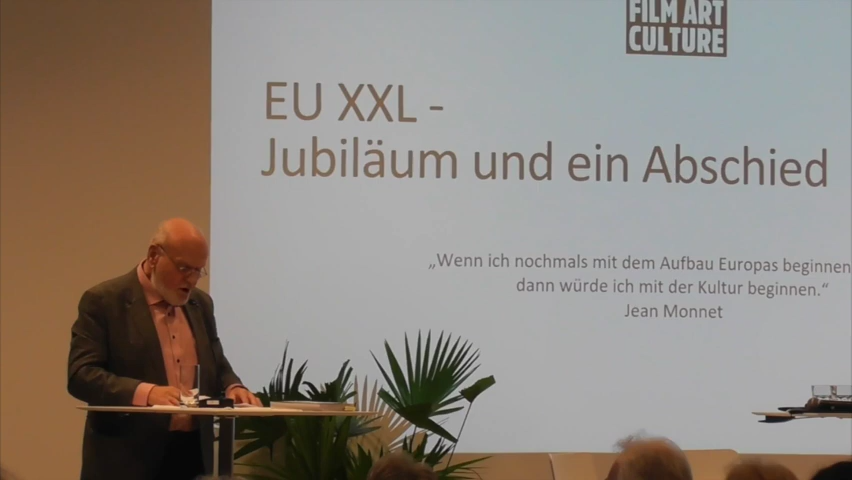 FILM ART
CULTURE
EU XXL -
Jubiläum und ein Abschied
„Wenn ich nochmals mit dem Aufbau Europas beginnen
dann würde ich mit der Kultur beginnen.“
Jean Monnet